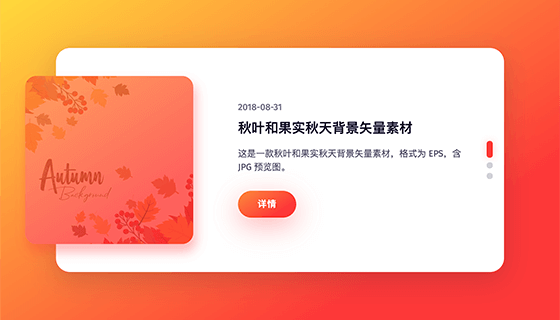 2018-08-31
秋叶和果实秋天背景矢量素材
这是一款秋叶和果实秋天背景矢量素材，格式为 EPS，含
JPG 预览图。
Autumn
Background
详情